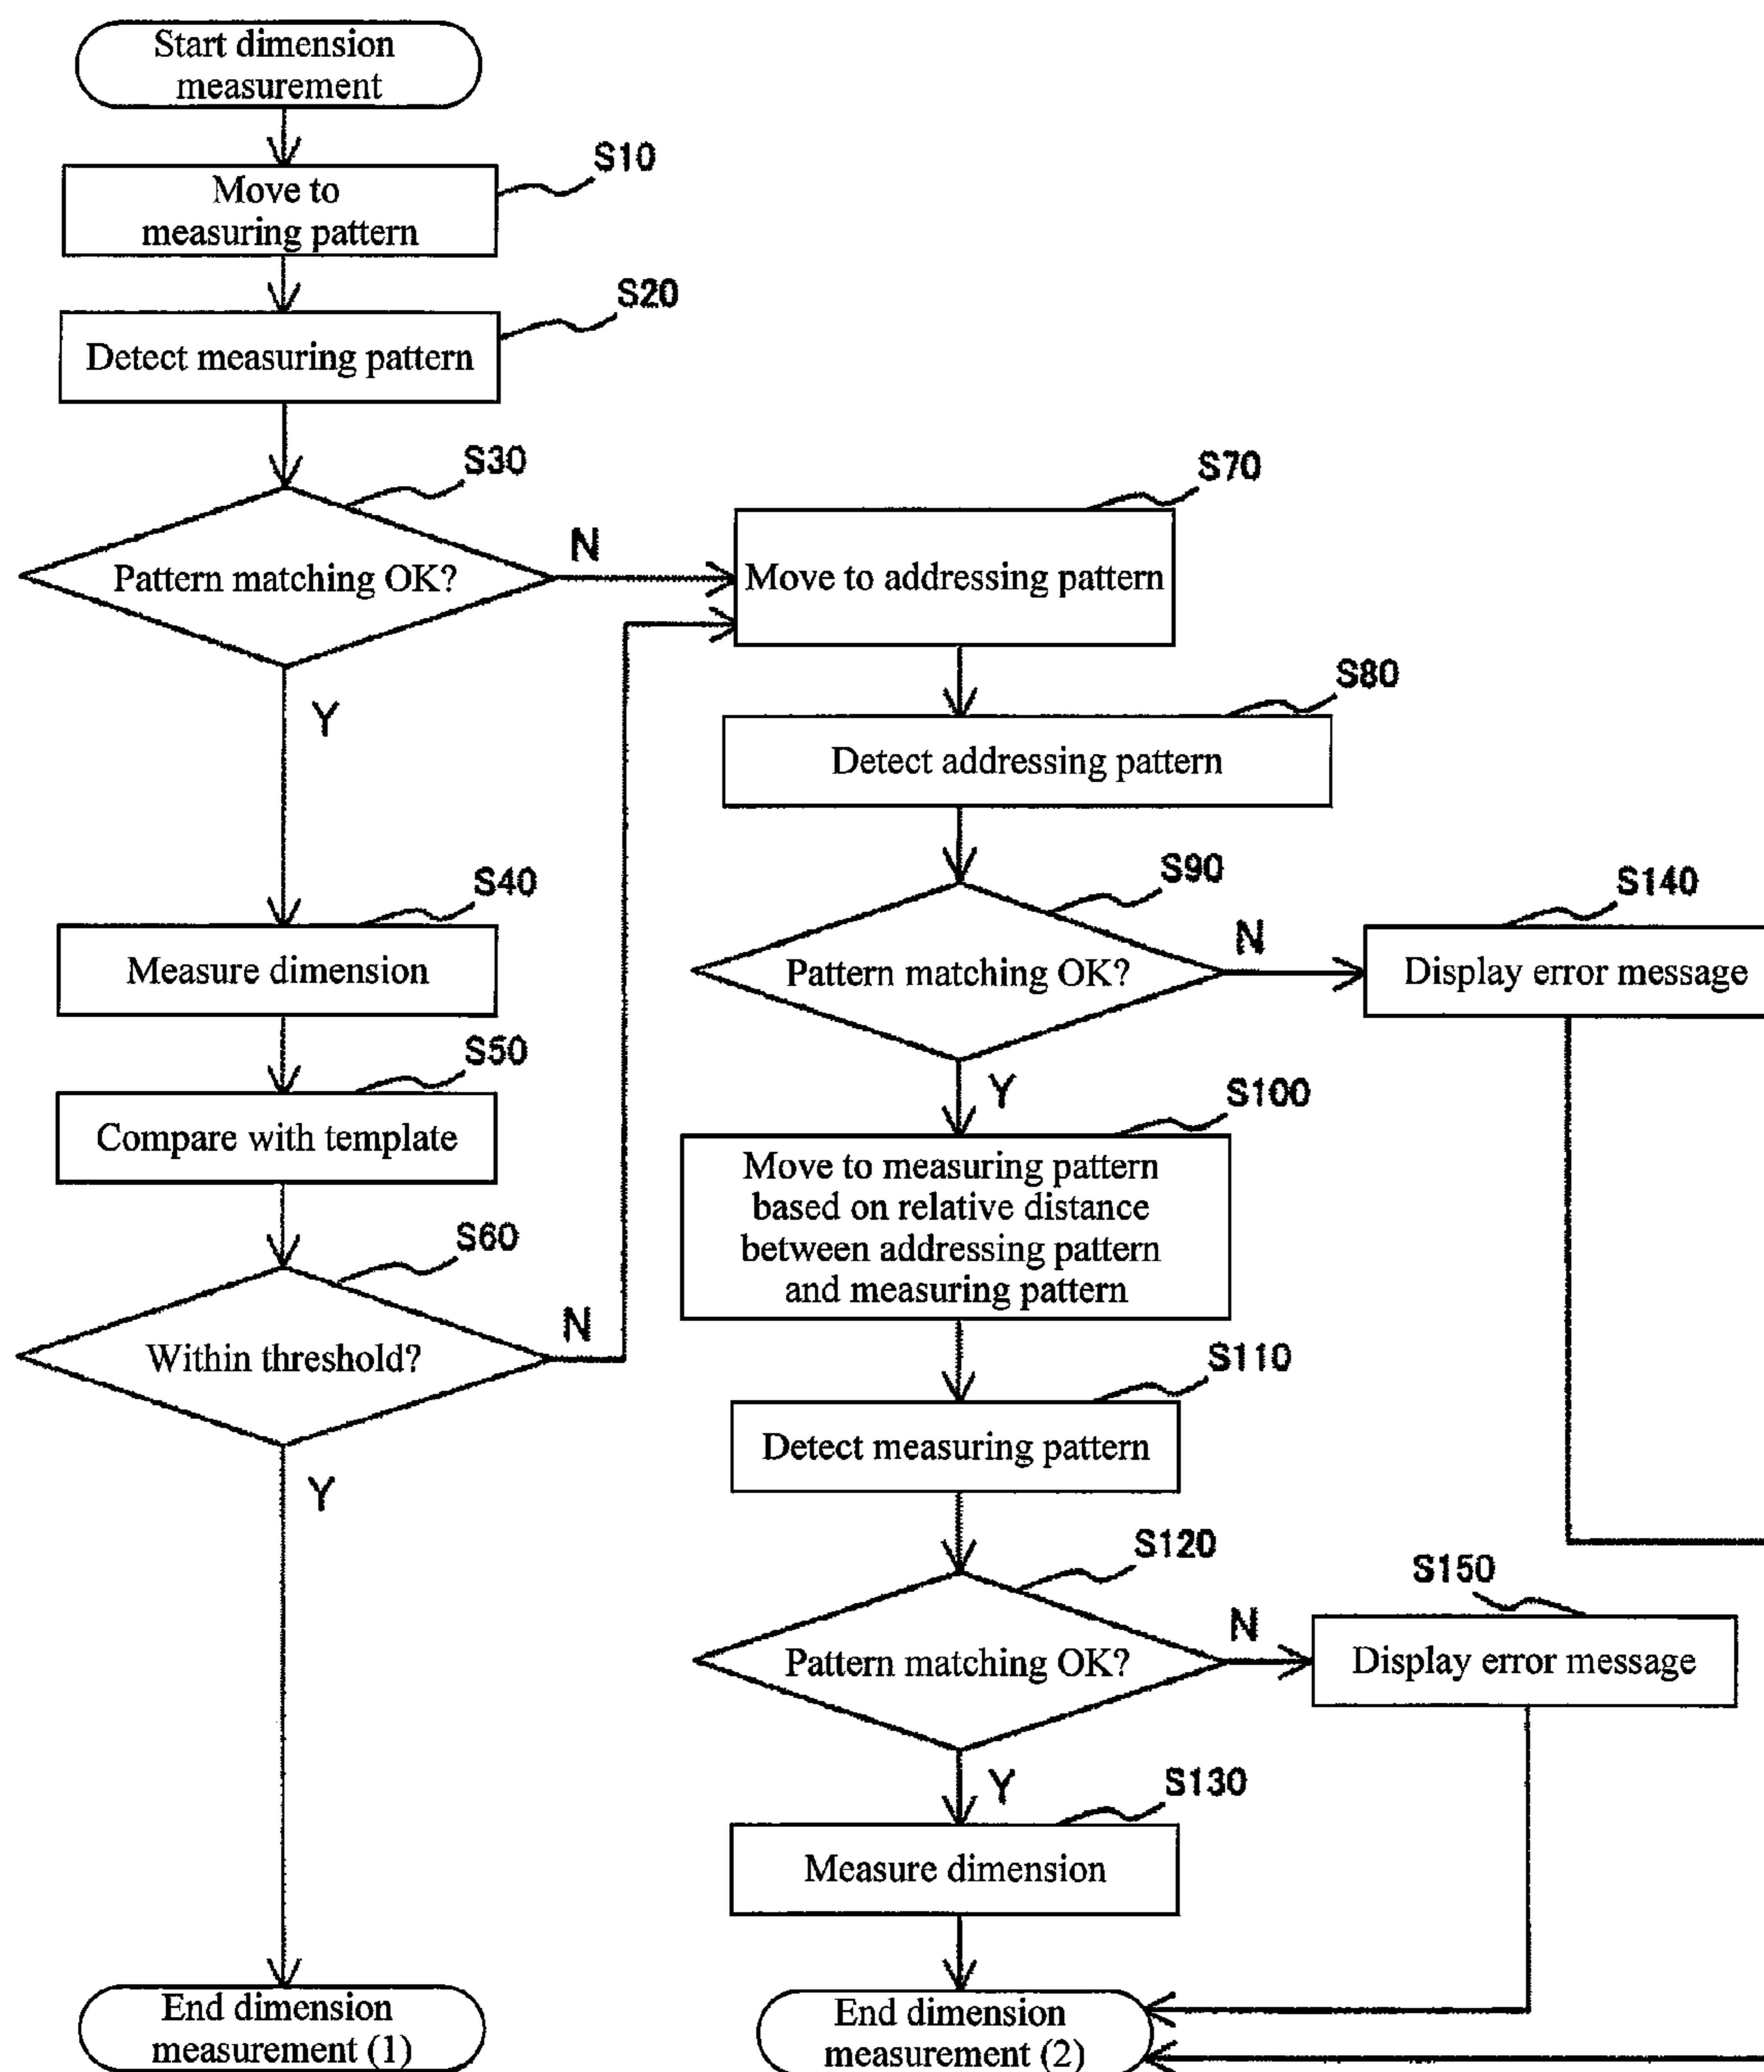 Start dimension
measurement
S10
Move to
measuring pattern
S20
Detect measuring pattern
S30
Pattern matching OK?
N
Y
S40
Measure dimension
S50
Compare with template
S60
Within threshold?
N
Y
End dimension
measurement (1)
S70
Move to addressing pattern
S80
Detect addressing pattern
S90
Pattern matching OK?
N
Y
S140
Display error message
S100
Move to measuring pattern
based on relative distance
between addressing pattern
and measuring pattern
S110
Detect measuring pattern
S120
Pattern matching OK?
N
Y
S150
Display error message
S130
Measure dimension
End dimension
measurement (2)